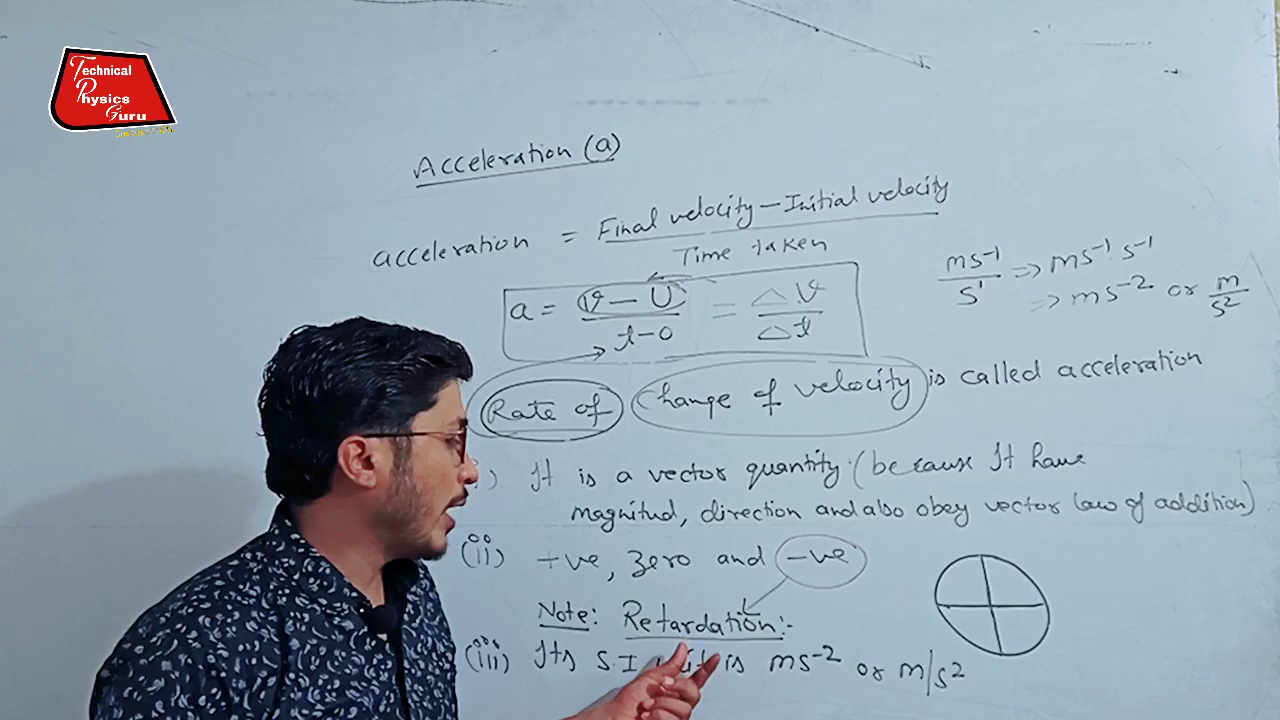 Technical
Physics
Guru
Acceleration (a)
acceleration = Final velocity – Initial velocity / Time taken
a = v – U / t–0 = △V / △t
ms⁻¹ / s¹ => ms⁻¹ s⁻¹
=> ms⁻² or m / s²
Rate of change of velocity is called acceleration
) It is a vector quantity (because It have
magnitud, direction and also obey vector law of addition)
(ii) +ve, zero and –ve
Note: Retardation:-
(iii) Its S.I unit is ms⁻² or m/s²